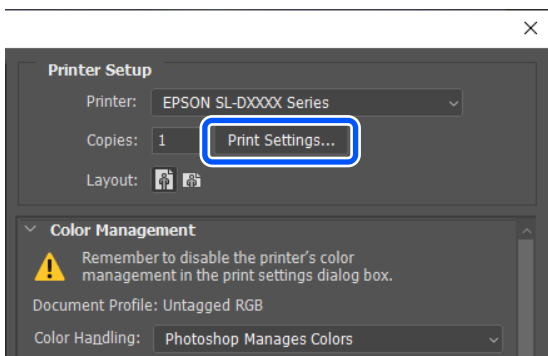 Printer Setup
Printer: EPSON SL-DXXXX Series
Copies: 1 Print Settings...
Layout:
Color Management
Remember to disable the printer's color
management in the print settings dialog box.
Document Profile: Untagged RGB
Color Handling: Photoshop Manages Colors